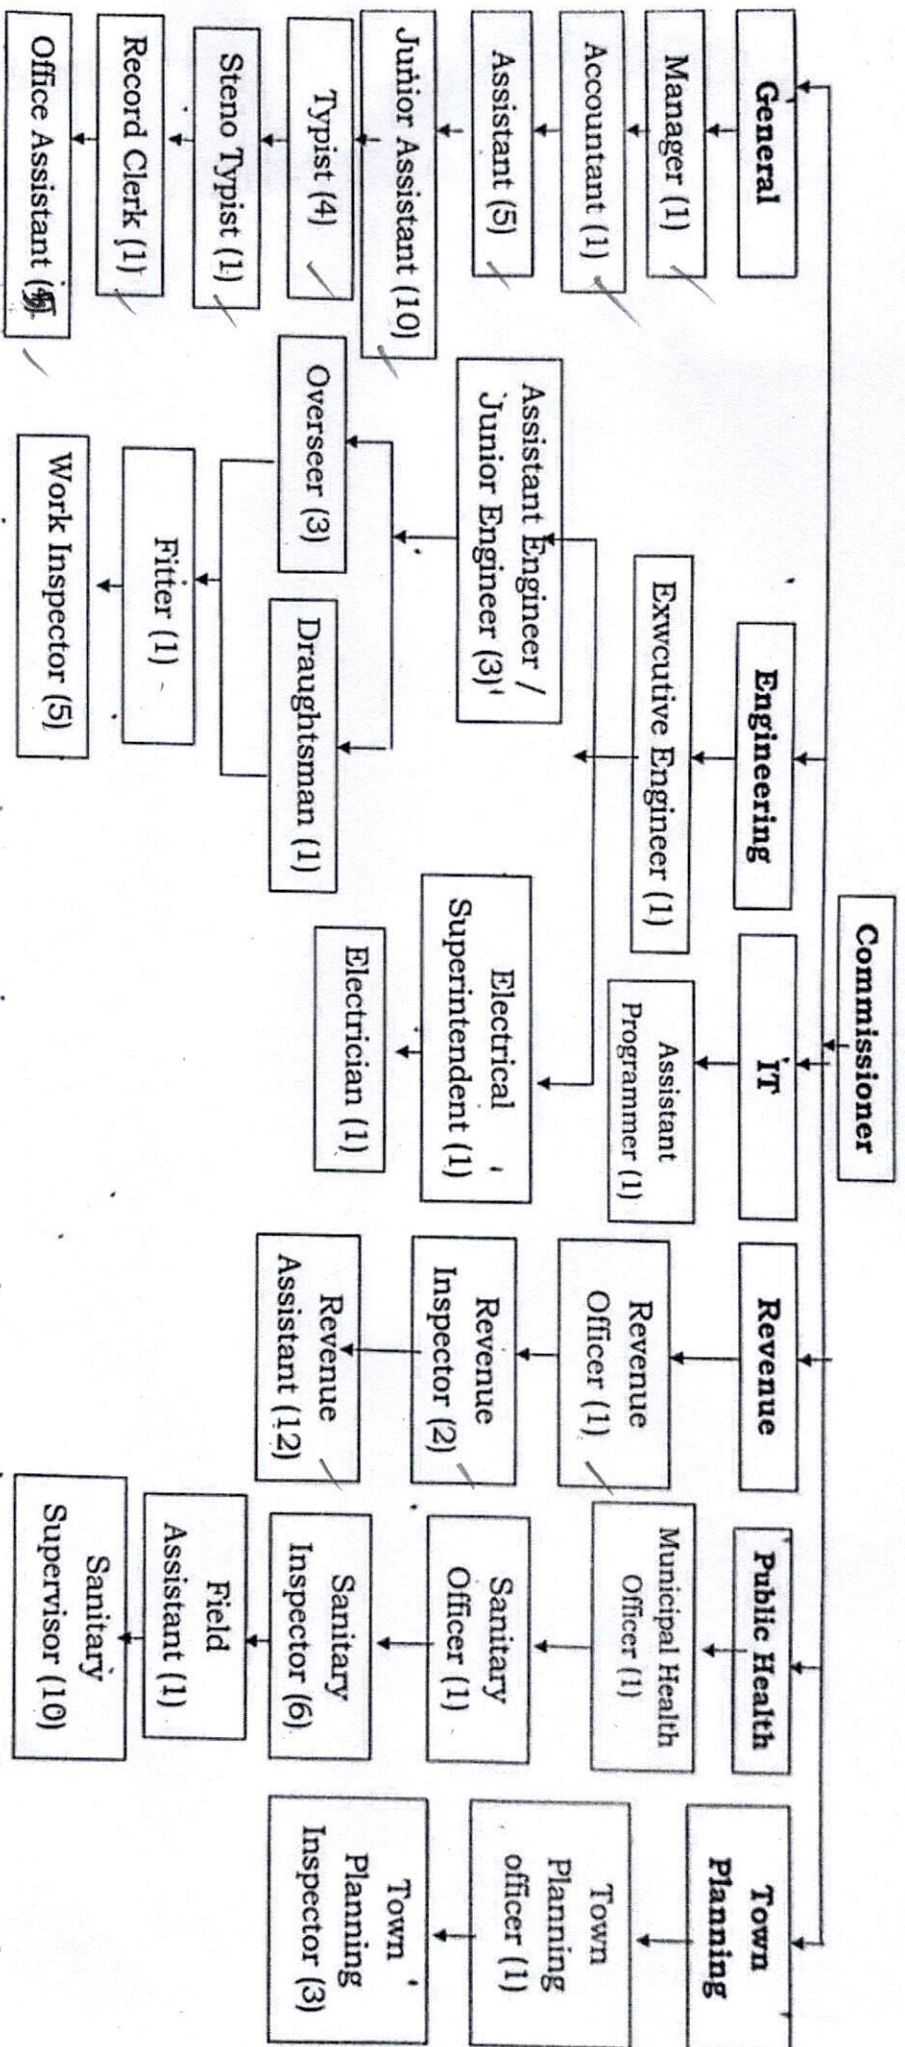 Commissioner
General
Engineering
IT
Revenue
Public Health
Town
Planning
Manager (1)
Accountant (1)
Assistant (5)
Junior Assistant (10)
Typist (4)
Steno Typist (1)
Record Clerk (1)
Office Assistant
Exwcutive Engineer (1)
Assistant Engineer /
Junior Engineer (3)
Overseer (3)
Draughtsman (1)
Fitter (1)
Work Inspector (5)
Electrical
Superintendent (1)
Electrician (1)
Assistant
Programmer (1)
Revenue
Officer (1)
Revenue
Inspector (2)
Revenue
Assistant (12)
Municipal Health
Officer (1)
Sanitary
Officer (1)
Sanitary
Inspector (6)
Field
Assistant (1)
Sanitary
Supervisor (10)
Town
Planning
officer (1)
Town
Planning
Inspector (3)